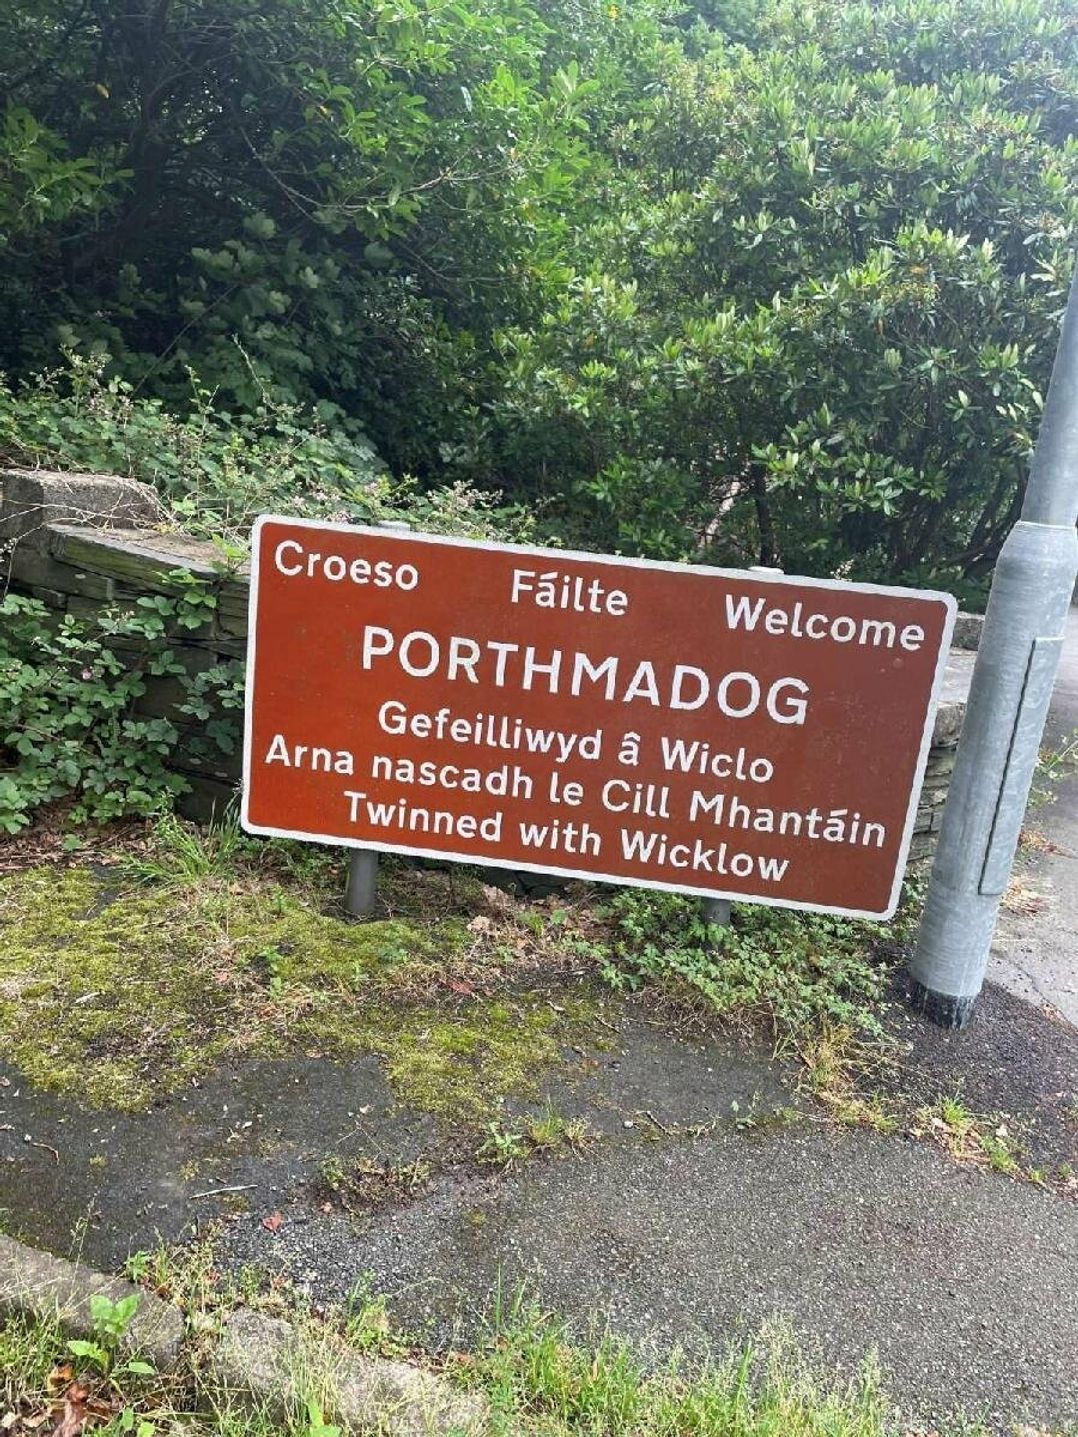 Croeso Fáilte Welcome
PORTHMADOG
Gefeilliwyd â Wiclo
Arna nascadh le Cill Mhantáin
Twinned with Wicklow